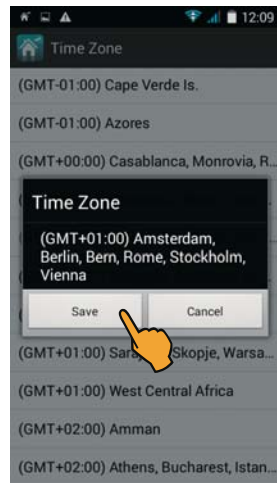 12:09
Time Zone
(GMT-01:00) Cape Verde Is.
(GMT-01:00) Azores
(GMT+00:00) Casablanca, Monrovia, R...
Time Zone
(GMT+01:00) Amsterdam,
Berlin, Bern, Rome, Stockholm,
Vienna
Save Cancel
(GMT+01:00) Skopje, Warsa...
(GMT+01:00) West Central Africa
(GMT+02:00) Amman
(GMT+02:00) Athens, Bucharest, Istan...